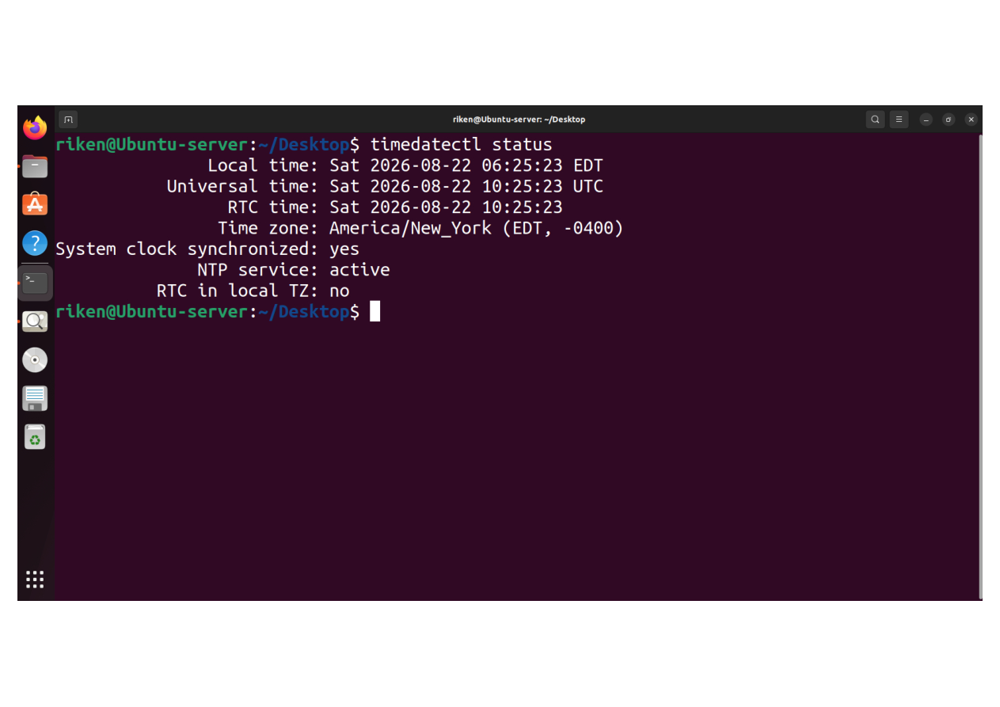 riken@Ubuntu-server: ~/Desktop
riken@Ubuntu-server:~/Desktop$ timedatectl status
Local time: Sat 2026-08-22 06:25:23 EDT
Universal time: Sat 2026-08-22 10:25:23 UTC
RTC time: Sat 2026-08-22 10:25:23
Time zone: America/New_York (EDT, -0400)
System clock synchronized: yes
NTP service: active
RTC in local TZ: no
riken@Ubuntu-server:~/Desktop$